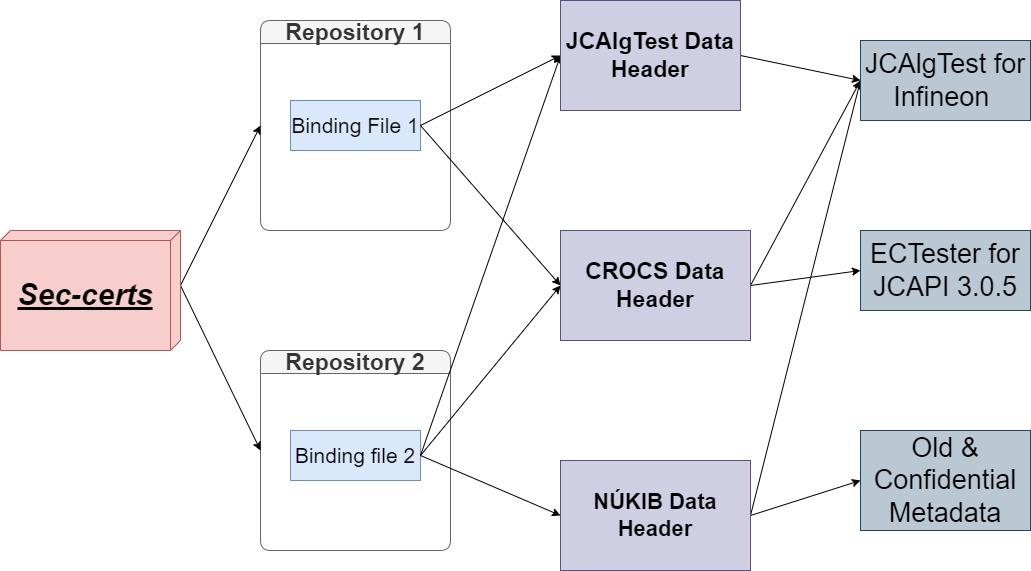 Repository 1
Binding File 1
JCAlgTest Data
Header
JCAlgTest for
Infineon
Sec-certs
CROCS Data
Header
ECTester for
JCAPI 3.0.5
Repository 2
Binding file 2
NÚKIB Data
Header
Old &
Confidential
Metadata